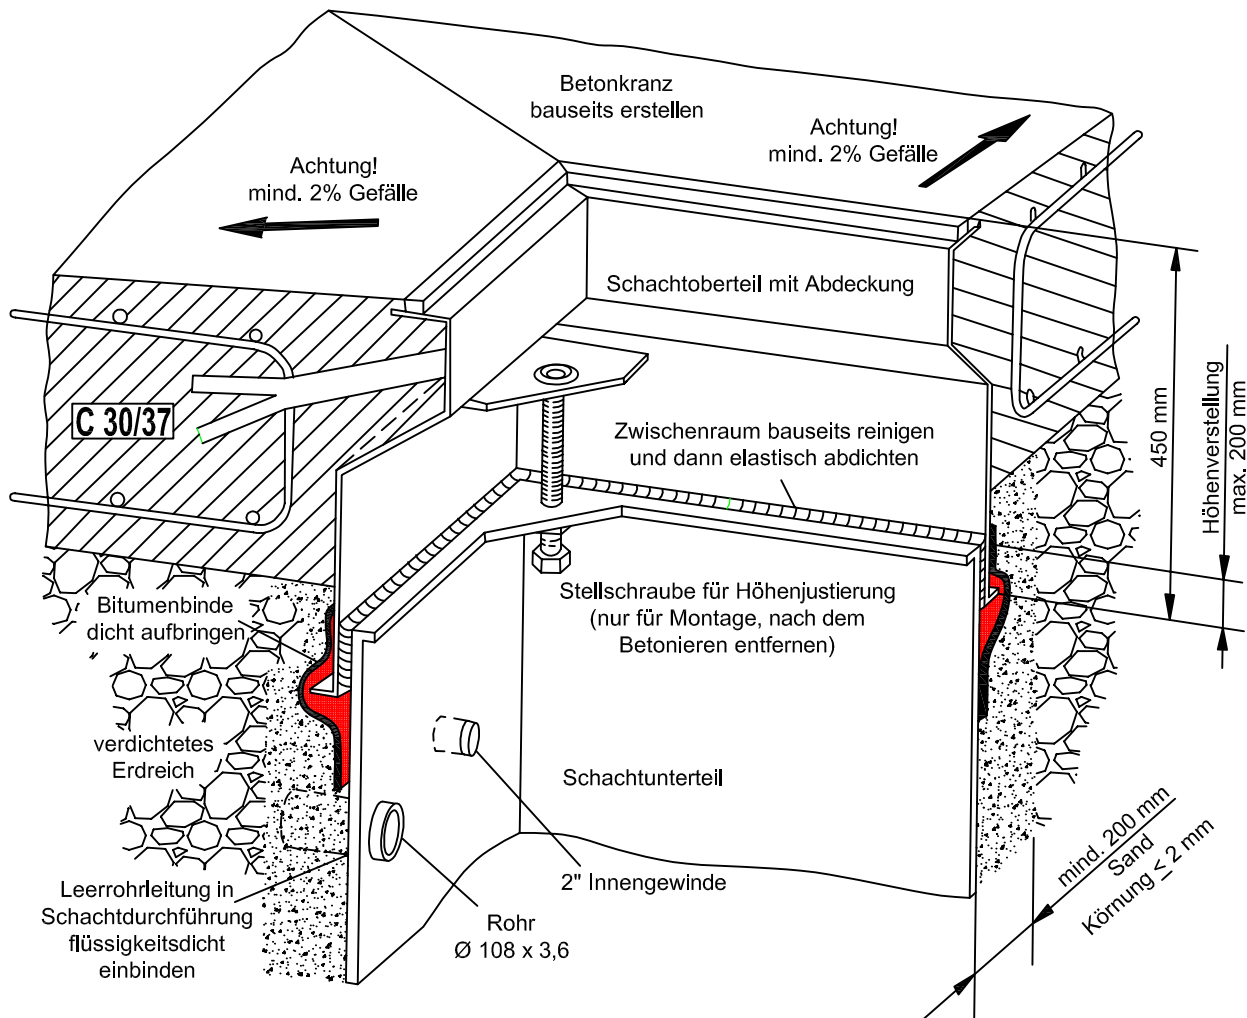 Betonkranz
bauseits erstellen
Achtung!
mind. 2% Gefälle
Achtung!
mind. 2% Gefälle
Schachtoberteil mit Abdeckung
C 30/37
450 mm
Höhenverstellung
max. 200 mm
Zwischenraum bauseits reinigen
und dann elastisch abdichten
Bitumenbinde
dicht aufbringen
Stellschraube für Höhenjustierung
(nur für Montage, nach dem
Betonieren entfernen)
verdichtetes
Erdreich
Schachtunterteil
2" Innengewinde
Leerrohrleitung in
Schachtdurchführung
flüssigkeitsdicht
einbinden
Rohr
Ø 108 x 3,6
mind. 200 mm
Sand
Körnung ≤ 2 mm